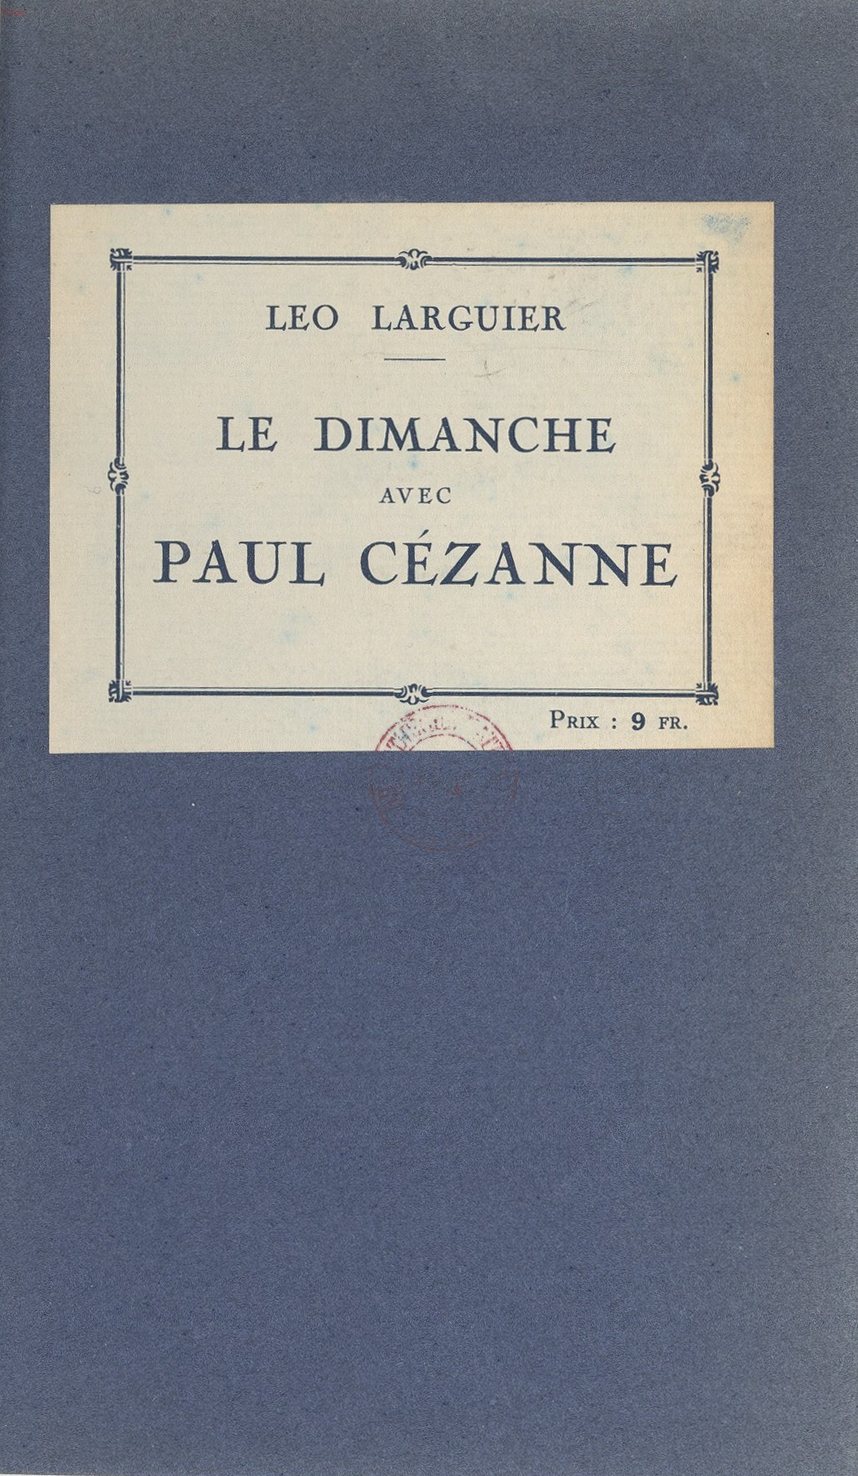 LEO LARGUIER
LE DIMANCHE
AVEC
PAUL CÉZANNE
PRIX : 9 FR.